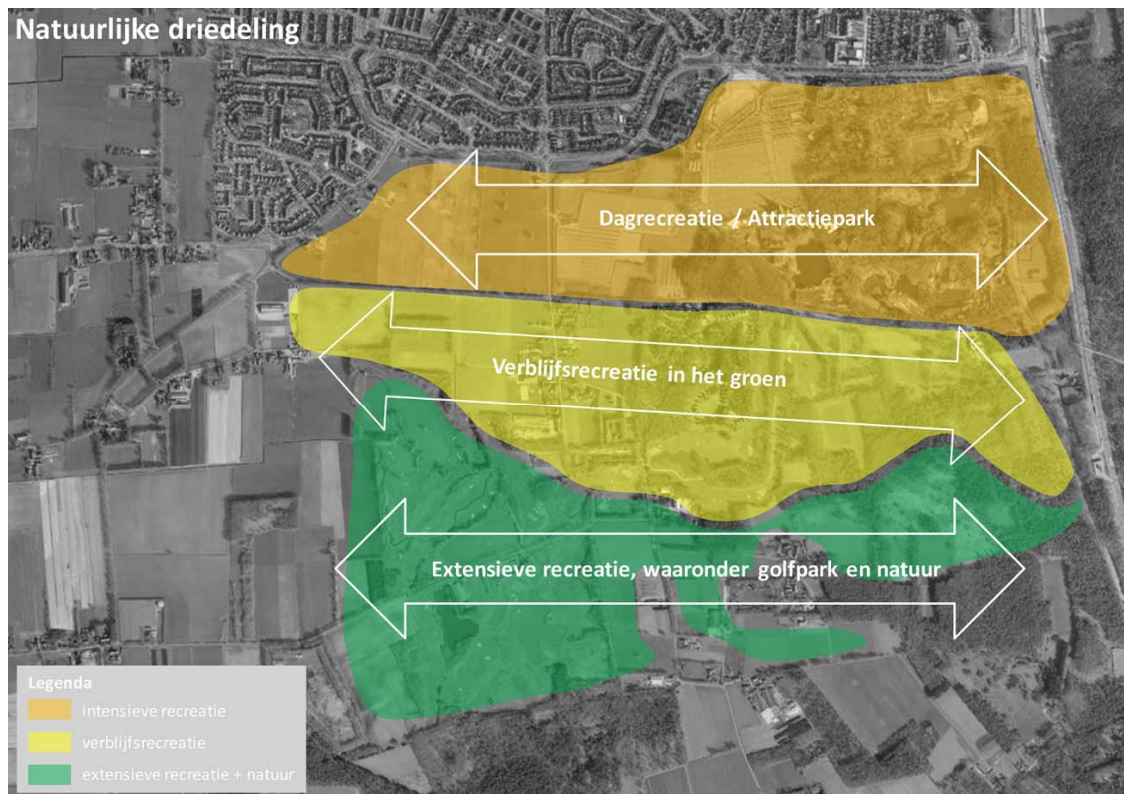 Natuurlijke driedeling
Dagrecreatie / Attractiepark
Verblijfsrecreatie in het groen
Extensieve recreatie, waaronder golfpark en natuur
Legenda
intensieve recreatie
verblijfsrecreatie
extensieve recreatie + natuur